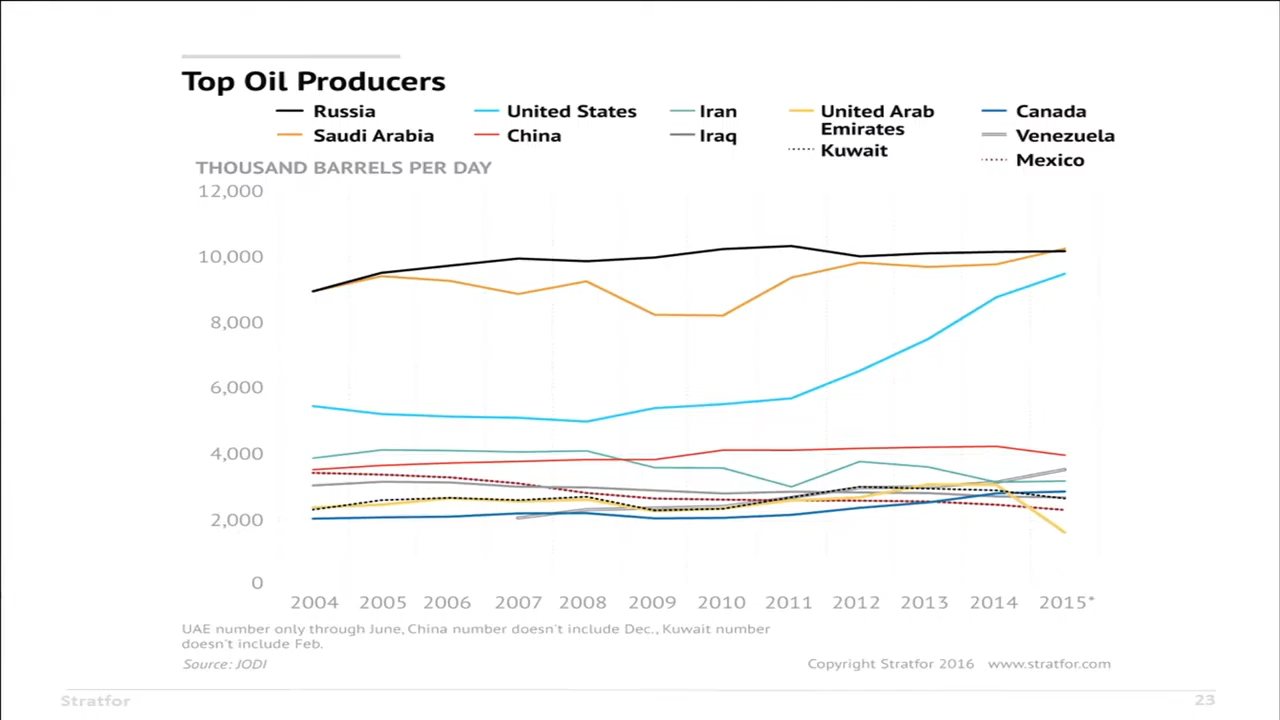 Top Oil Producers
Russia
United States
Iran
United Arab
Emirates
Canada
Saudi Arabia
China
Iraq
Kuwait
Venezuela
Mexico
THOUSAND BARRELS PER DAY
12,000
10,000
8,000
6,000
4,000
2,000
0
2004 2005 2006 2007 2008 2009 2010 2011 2012 2013 2014 2015*
UAE number only through June, China number doesn't include Dec., Kuwait number
doesn't include Feb.
Source: JODI
Copyright Stratfor 2016 www.stratfor.com
Stratfor
23